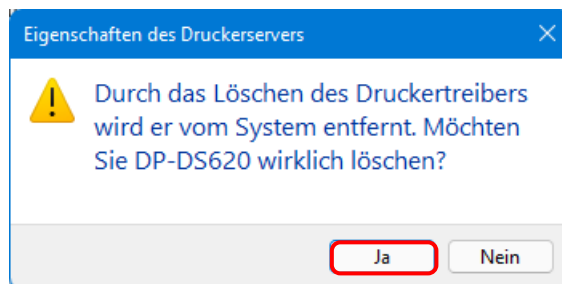 Eigenschaften des Druckerservers
Durch das Löschen des Druckertreibers
wird er vom System entfernt. Möchten
Sie DP-DS620 wirklich löschen?
Ja
Nein